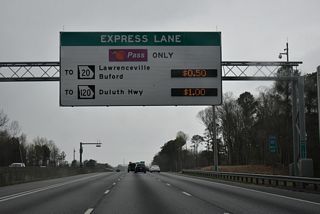 EXPRESS LANE
Pass ONLY
TO 20 Lawrenceville
Buford $0.50
TO 120 Duluth Hwy $1.00